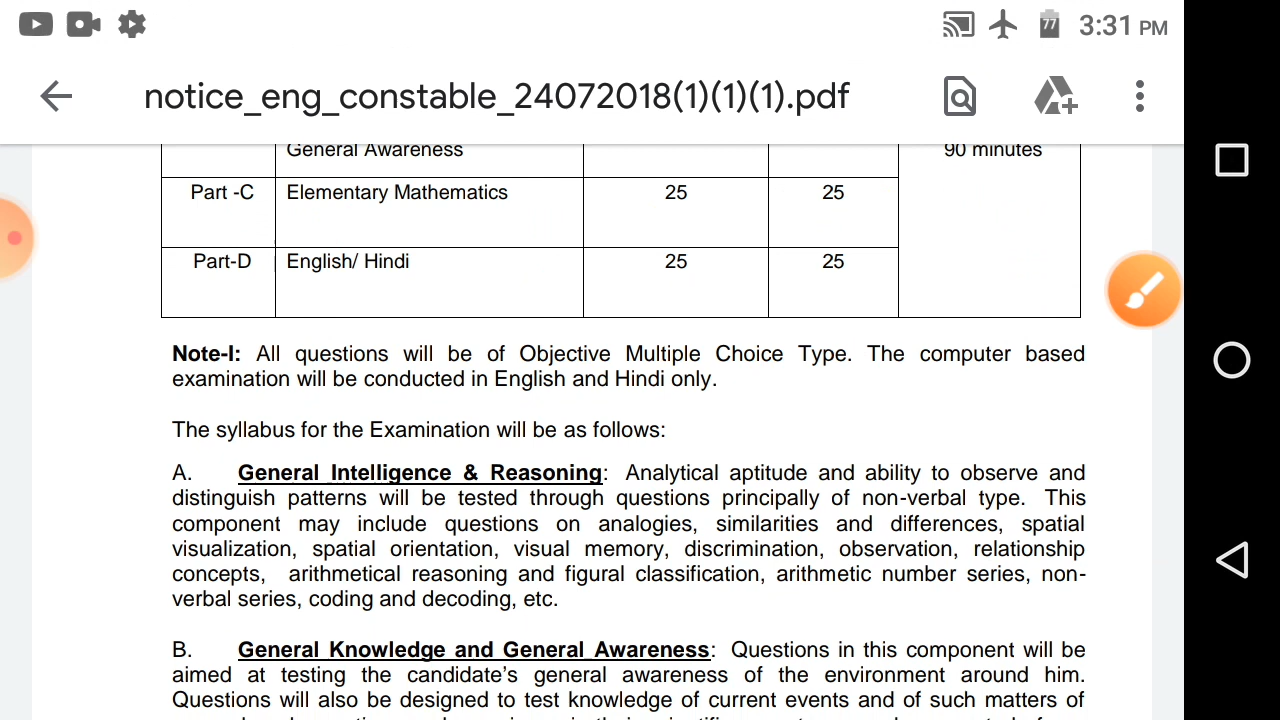 77 3:31 PM
notice_eng_constable_24072018(1)(1)(1).pdf
General Awareness 90 minutes
Part -C Elementary Mathematics 25 25
Part-D English/ Hindi 25 25
Note-I: All questions will be of Objective Multiple Choice Type. The computer based
examination will be conducted in English and Hindi only.
The syllabus for the Examination will be as follows:
A. General Intelligence & Reasoning: Analytical aptitude and ability to observe and
distinguish patterns will be tested through questions principally of non-verbal type. This
component may include questions on analogies, similarities and differences, spatial
visualization, spatial orientation, visual memory, discrimination, observation, relationship
concepts, arithmetical reasoning and figural classification, arithmetic number series, non-
verbal series, coding and decoding, etc.
B. General Knowledge and General Awareness: Questions in this component will be
aimed at testing the candidate's general awareness of the environment around him.
Questions will also be designed to test knowledge of current events and of such matters of